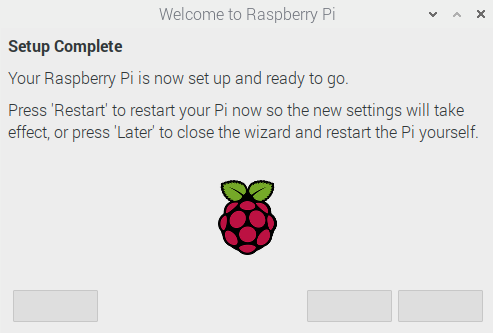 Welcome to Raspberry Pi
Setup Complete
Your Raspberry Pi is now set up and ready to go.
Press 'Restart' to restart your Pi now so the new settings will take
effect, or press 'Later' to close the wizard and restart the Pi yourself.